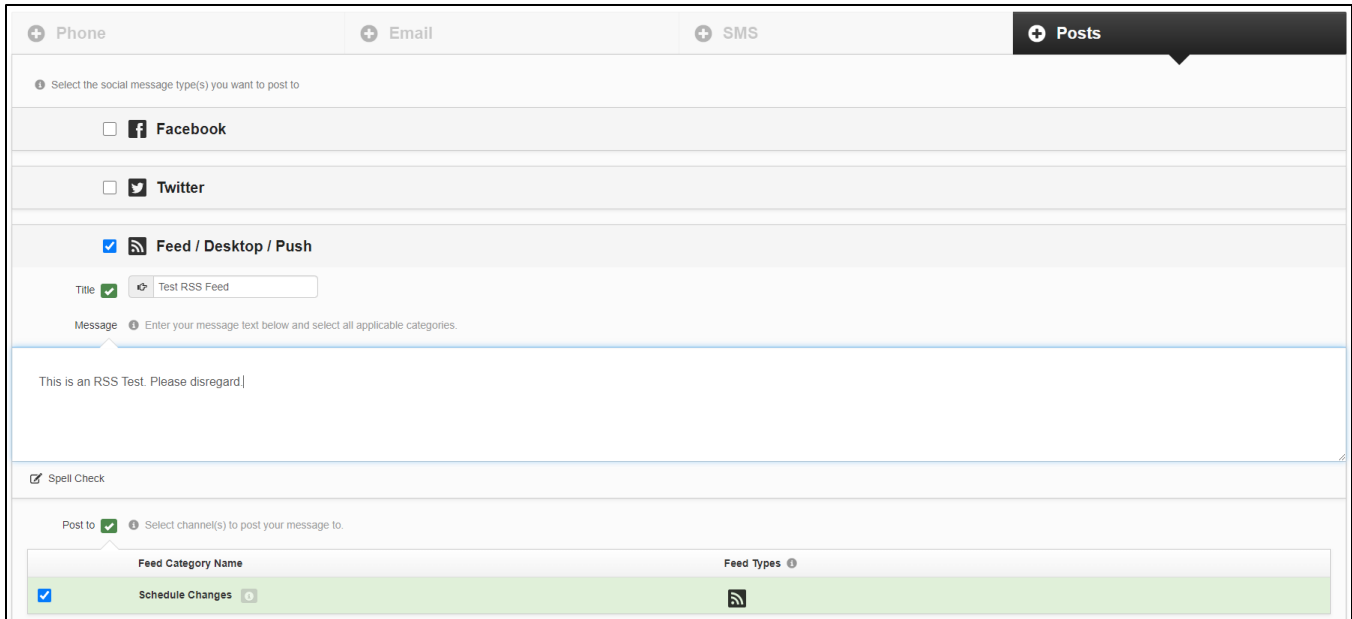 Phone Email SMS Posts
Select the social message type(s) you want to post to
Facebook
Twitter
Feed / Desktop / Push
Title Test RSS Feed
Message Enter your message text below and select all applicable categories.
This is an RSS Test. Please disregard.
Spell Check
Post to Select channel(s) to post your message to.
Feed Category Name Feed Types
Schedule Changes